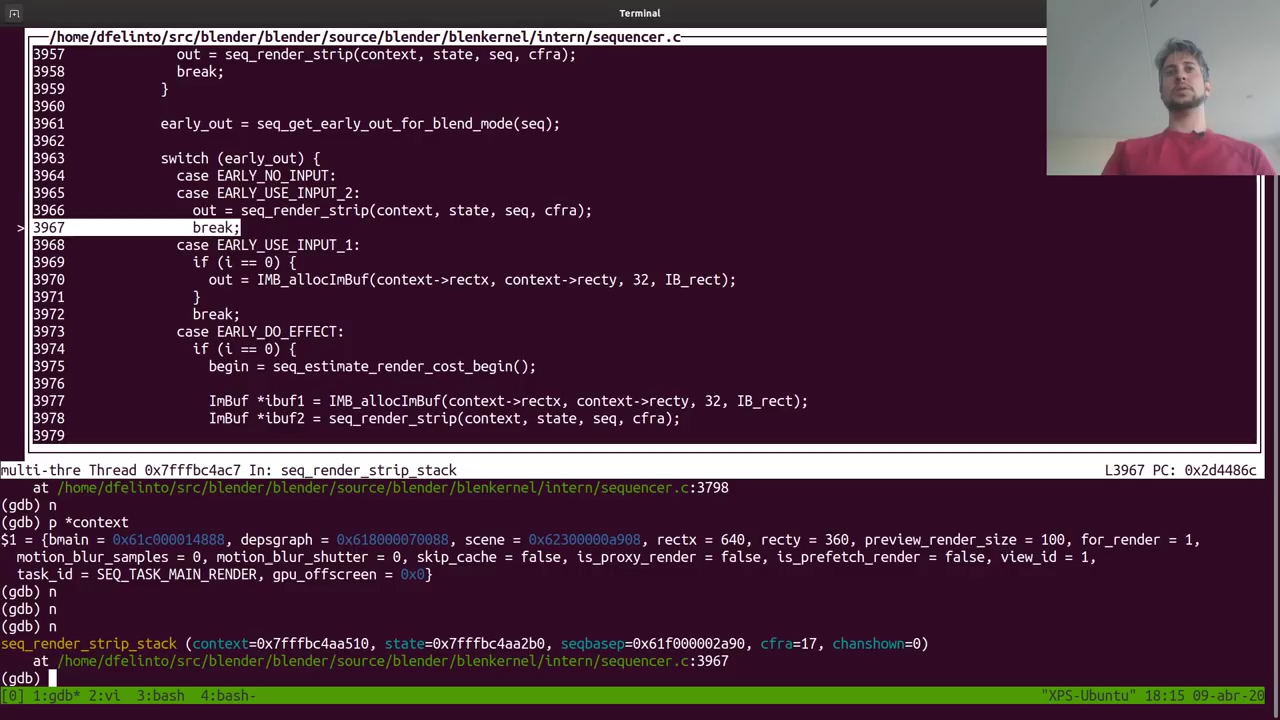 Terminal
/home/dfelinto/src/blender/blender/source/blender/blenkernel/intern/sequencer.c
3957 out = seq_render_strip(context, state, seq, cfra);
3958 break;
3959 }
3960
3961 early_out = seq_get_early_out_for_blend_mode(seq);
3962
3963 switch (early_out) {
3964 case EARLY_NO_INPUT:
3965 case EARLY_USE_INPUT_2:
3966 out = seq_render_strip(context, state, seq, cfra);
> 3967 break;
3968 case EARLY_USE_INPUT_1:
3969 if (i == 0) {
3970 out = IMB_allocImBuf(context->rectx, context->recty, 32, IB_rect);
3971 }
3972 break;
3973 case EARLY_DO_EFFECT:
3974 if (i == 0) {
3975 begin = seq_estimate_render_cost_begin();
3976
3977 ImBuf *ibuf1 = IMB_allocImBuf(context->rectx, context->recty, 32, IB_rect);
3978 ImBuf *ibuf2 = seq_render_strip(context, state, seq, cfra);
3979
multi-thre Thread 0x7fffbc4ac7 In: seq_render_strip_stack L3967 PC: 0x2d4486c
at /home/dfelinto/src/blender/blender/source/blender/blenkernel/intern/sequencer.c:3798
(gdb) n
(gdb) p *context
$1 = {bmain = 0x61c000014888, depsgraph = 0x618000070088, scene = 0x62300000a908, rectx = 640, recty = 360, preview_render_size = 100, for_render = 1,
motion_blur_samples = 0, motion_blur_shutter = 0, skip_cache = false, is_proxy_render = false, is_prefetch_render = false, view_id = 1,
task_id = SEQ_TASK_MAIN_RENDER, gpu_offscreen = 0x0}
(gdb) n
(gdb) n
(gdb) n
seq_render_strip_stack (context=0x7fffbc4aa510, state=0x7fffbc4aa2b0, seqbasep=0x61f000002a90, cfra=17, chanshown=0)
at /home/dfelinto/src/blender/blender/source/blender/blenkernel/intern/sequencer.c:3967
(gdb)
[0] 1:gdb* 2:vi 3:bash 4:bash- "XPS-Ubuntu" 18:15 09-abr-20